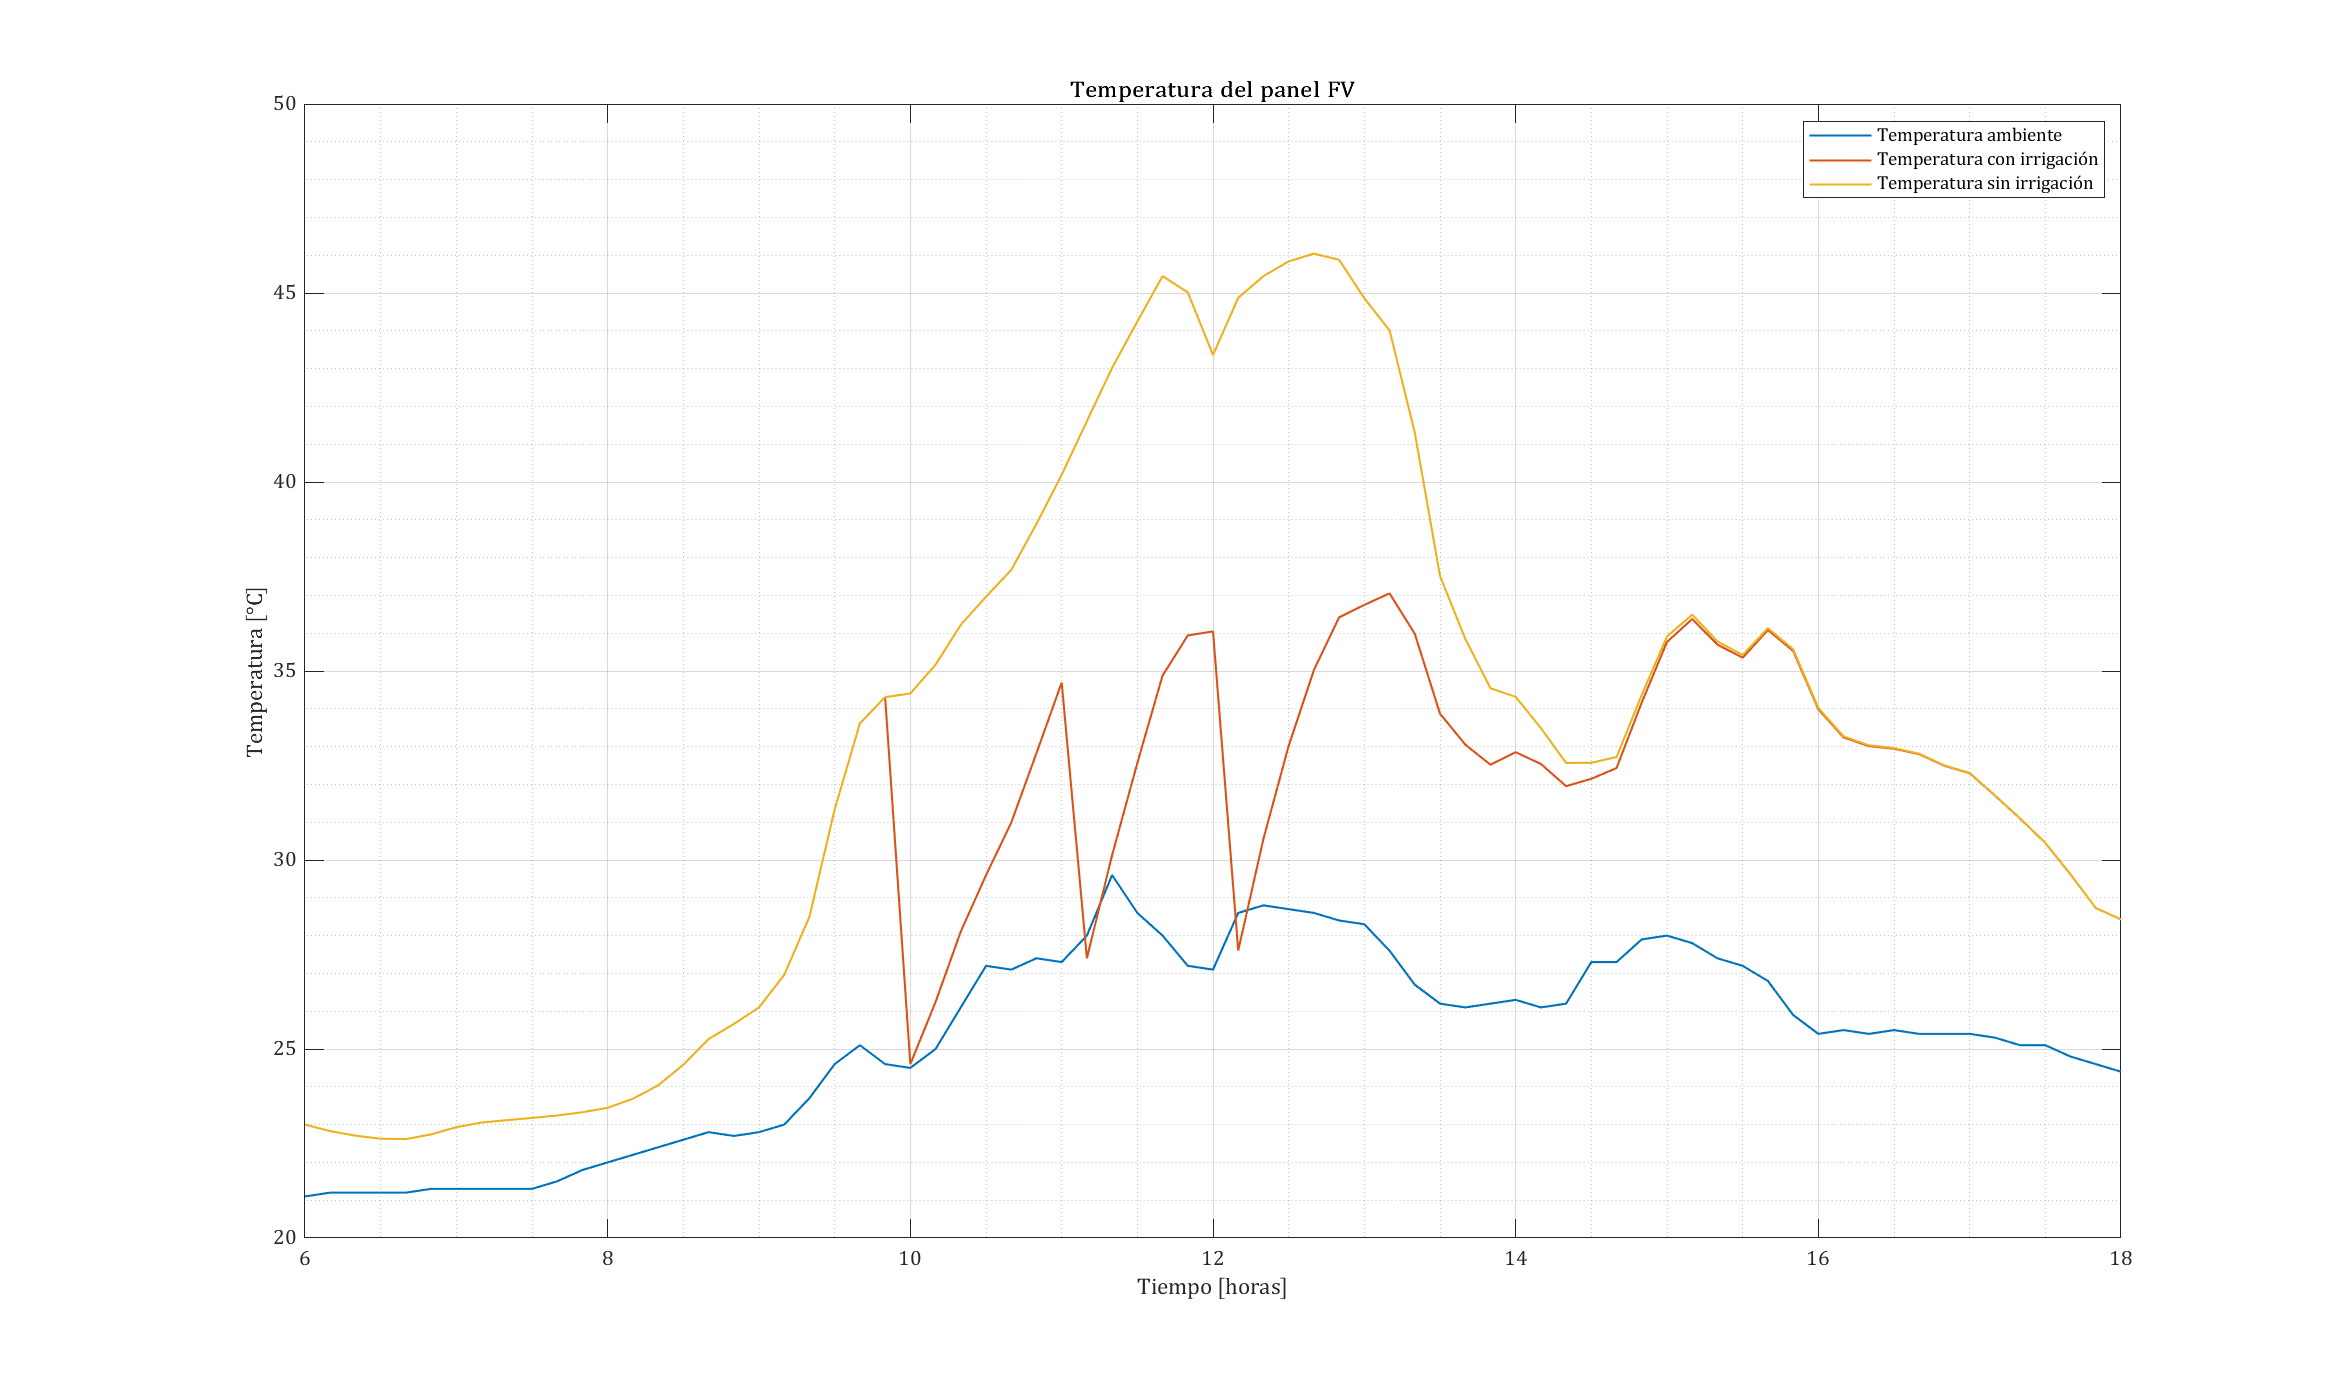 Temperatura del panel FV
50
45
40
35
30
25
20
Temperatura [°C]
Temperatura ambiente
Temperatura con irrigación
Temperatura sin irrigación
6 8 10 12 14 16 18
Tiempo [horas]